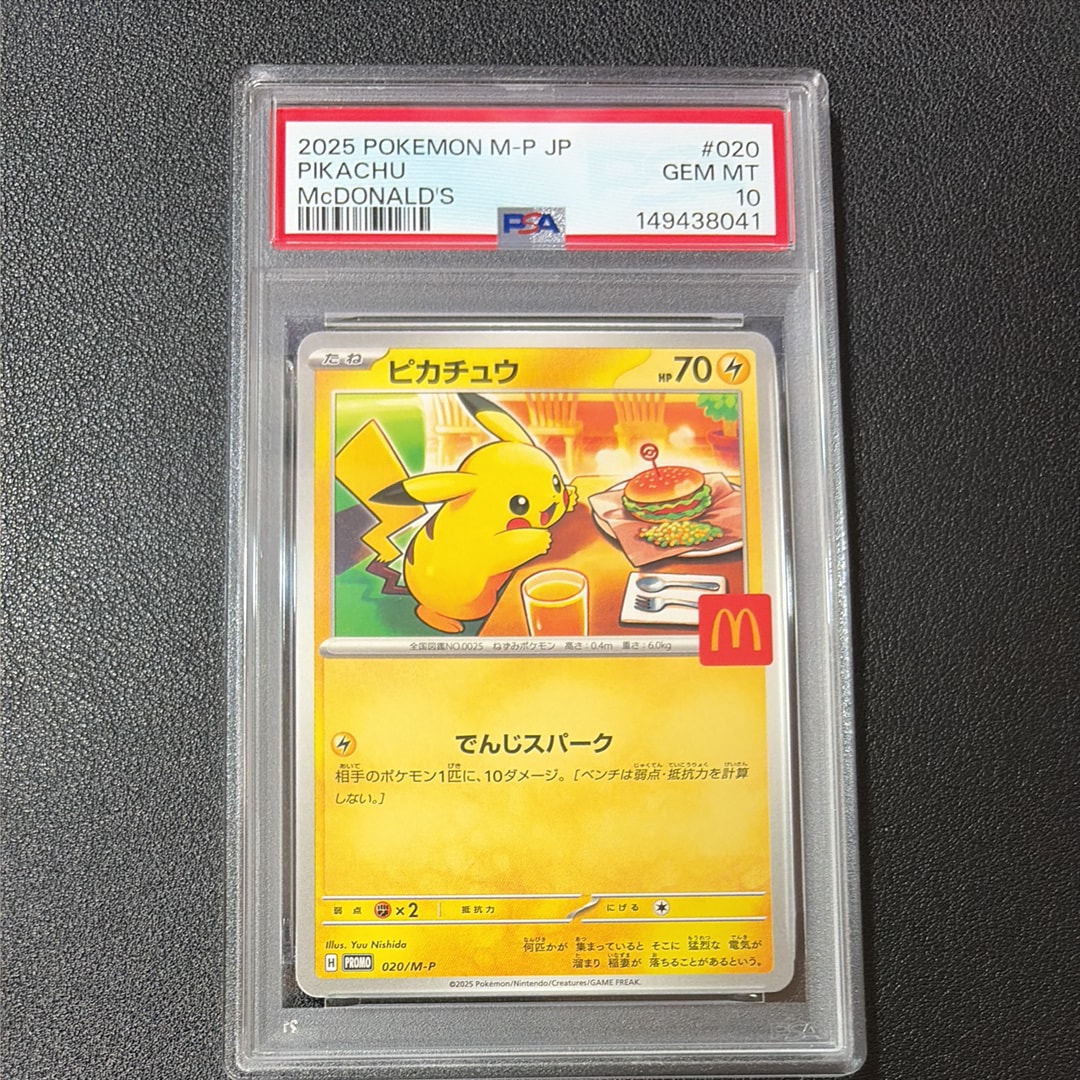 2025 POKEMON M-P JP #020
PIKACHU GEM MT
McDONALD'S 10
PSA 149438041
たね ピカチュウ HP70
全国図鑑NO.0025 ねずみポケモン 高さ:0.4m 重さ:6.0kg
でんじスパーク
相手のポケモン1匹に、10ダメージ。[ベンチは弱点・抵抗力を計算
しない。]
弱点 ×2 抵抗力 にげる
Illus. Yuu Nishida
何匹かが 集まっていると そこに 猛烈な 電気が
溜まり 稲妻が 落ちることがあるという。
H PROMO 020/M-P
©2025 Pokémon/Nintendo/Creatures/GAME FREAK.